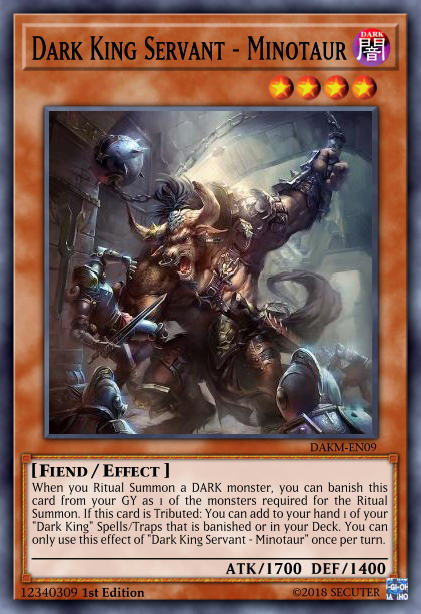 Dark King Servant - Minotaur
DARK
闇
DAKM-EN09
[Fiend / Effect ]
When you Ritual Summon a DARK monster, you can banish this
card from your GY as 1 of the monsters required for the Ritual
Summon. If this card is Tributed: You can add to your hand 1 of your
"Dark King" Spells/Traps that is banished or in your Deck. You can
only use this effect of "Dark King Servant - Minotaur" once per turn.
ATK/1700 DEF/1400
12340309 1st Edition
©2018 SECUTER